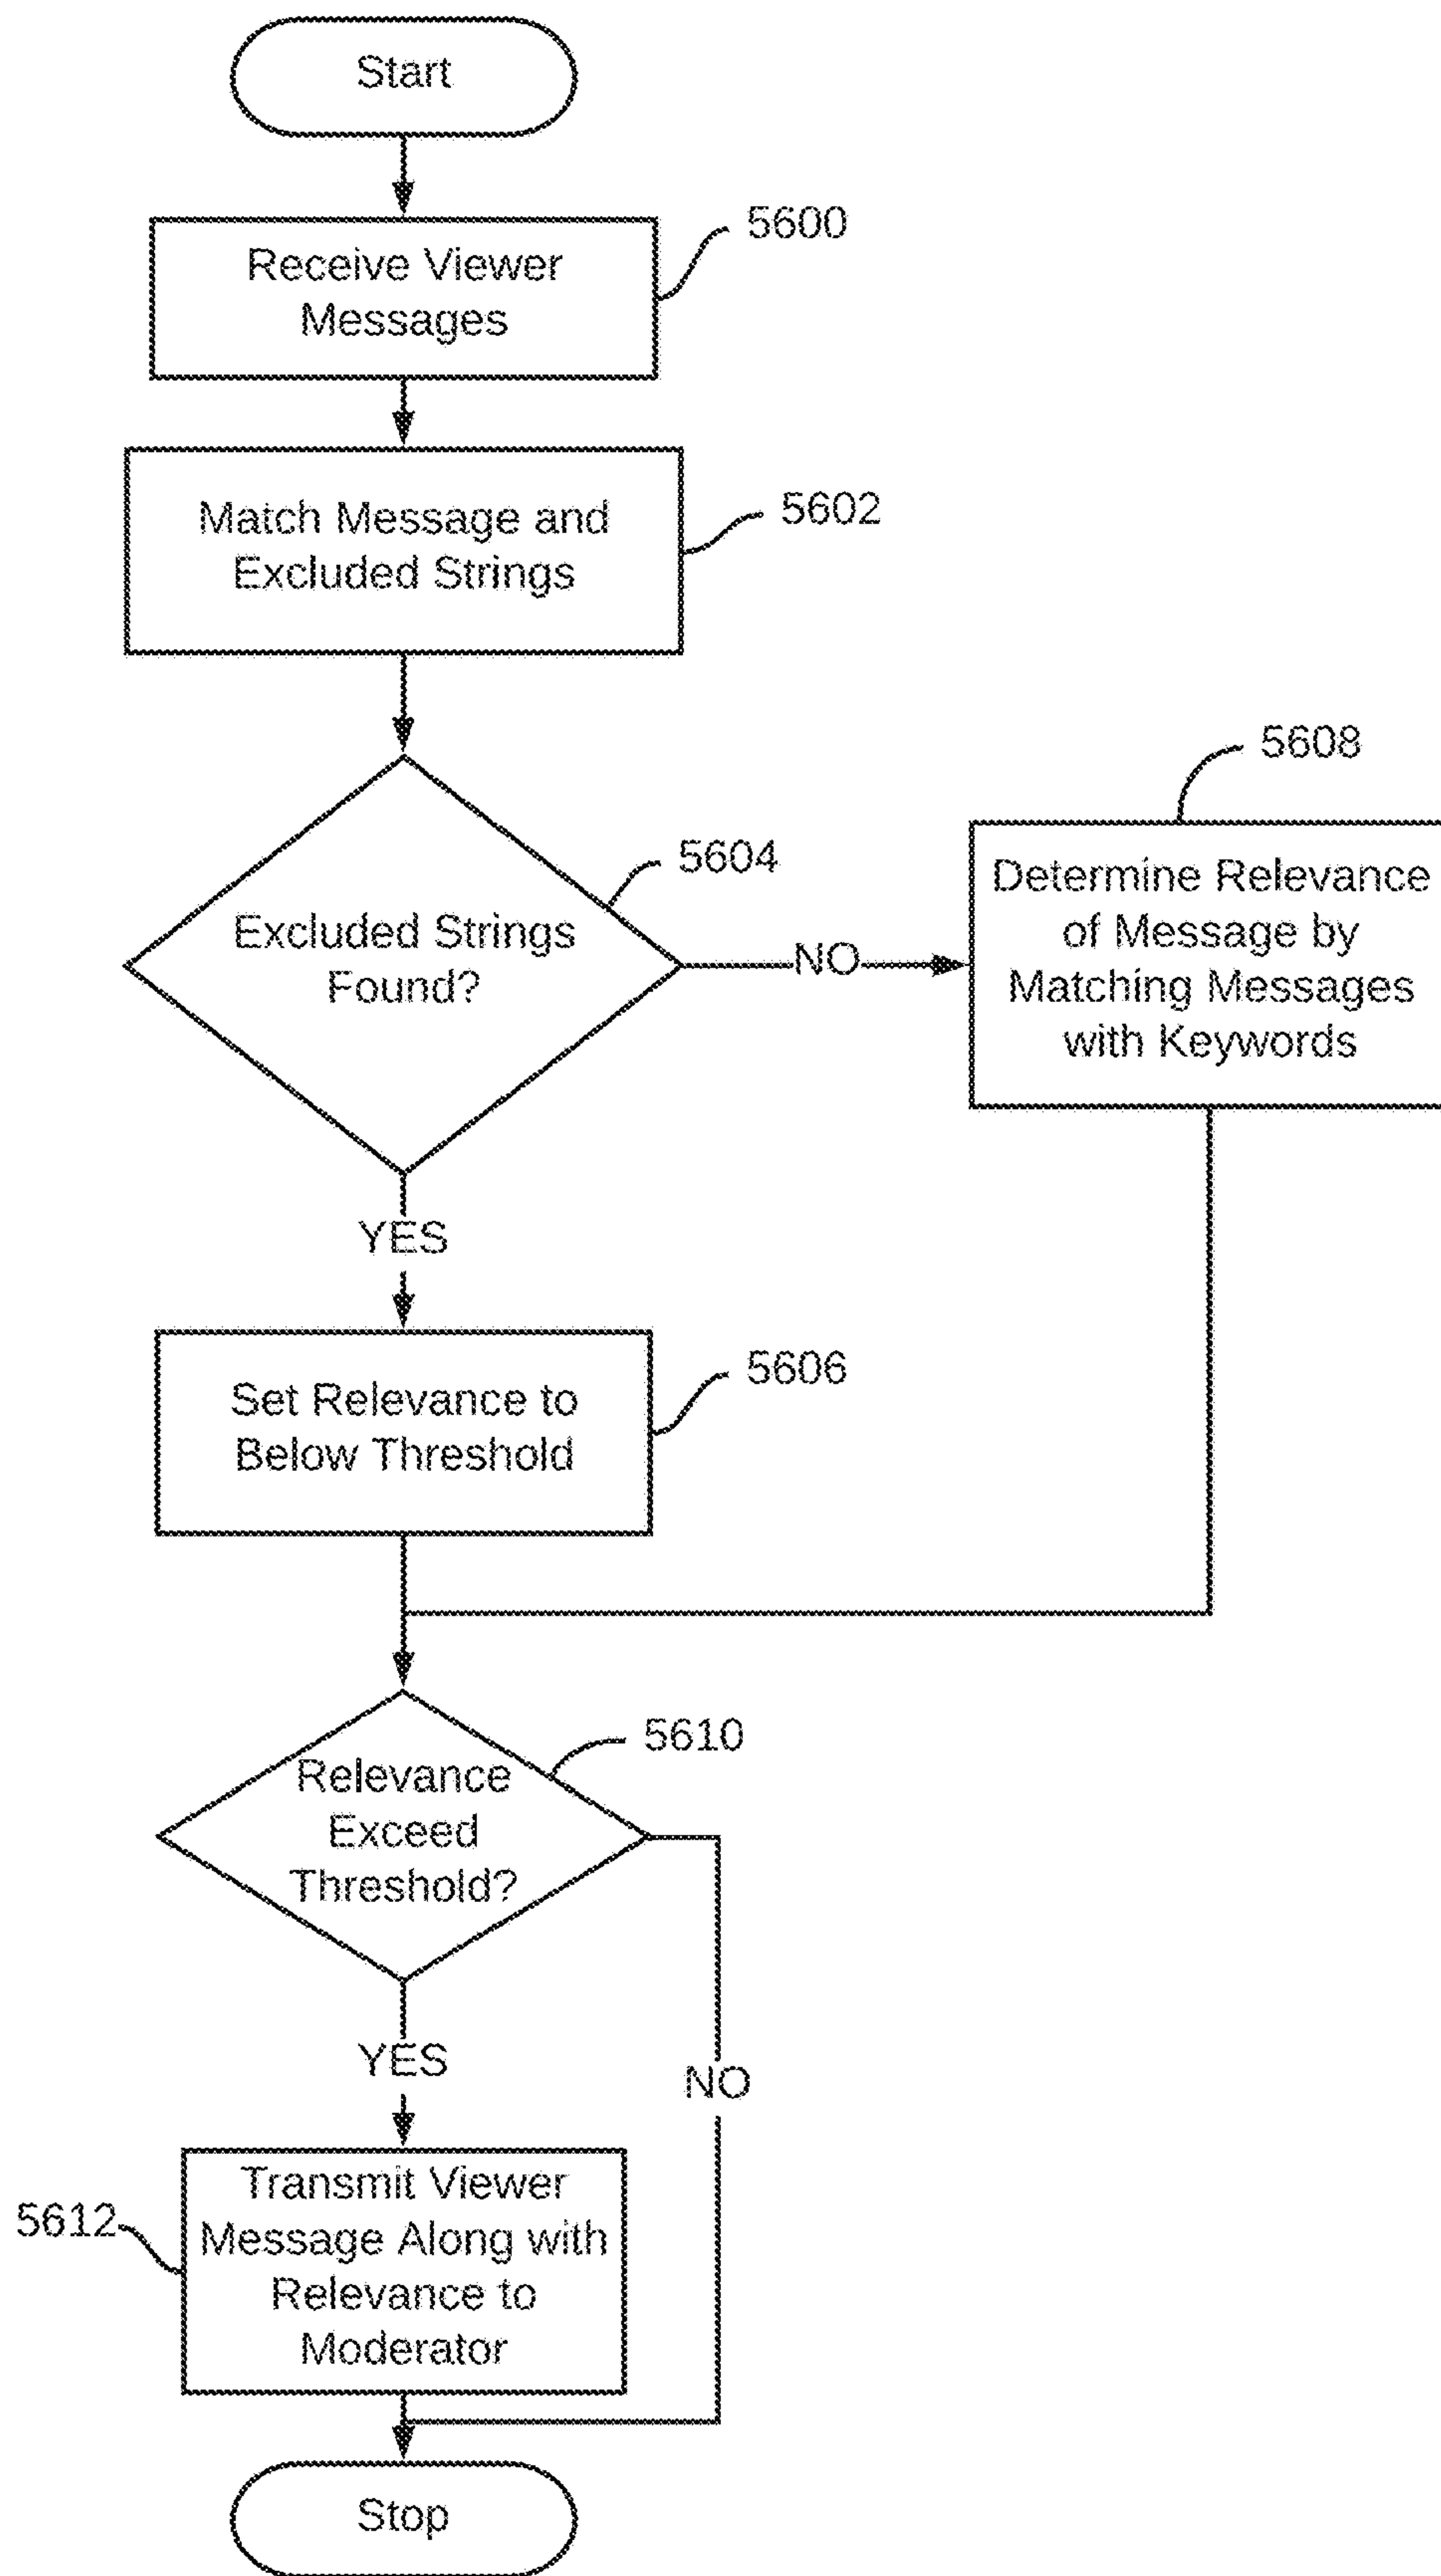 Start
5600
Receive Viewer
Messages
5602
Match Message and
Excluded Strings
5608
5604
Determine Relevance
of Message by
Matching Messages
with Keywords
Excluded Strings
Found?
NO
YES
5606
Set Relevance to
Below Threshold
5610
Relevance
Exceed
Threshold?
YES
NO
5612
Transmit Viewer
Message Along with
Relevance to
Moderator
Stop